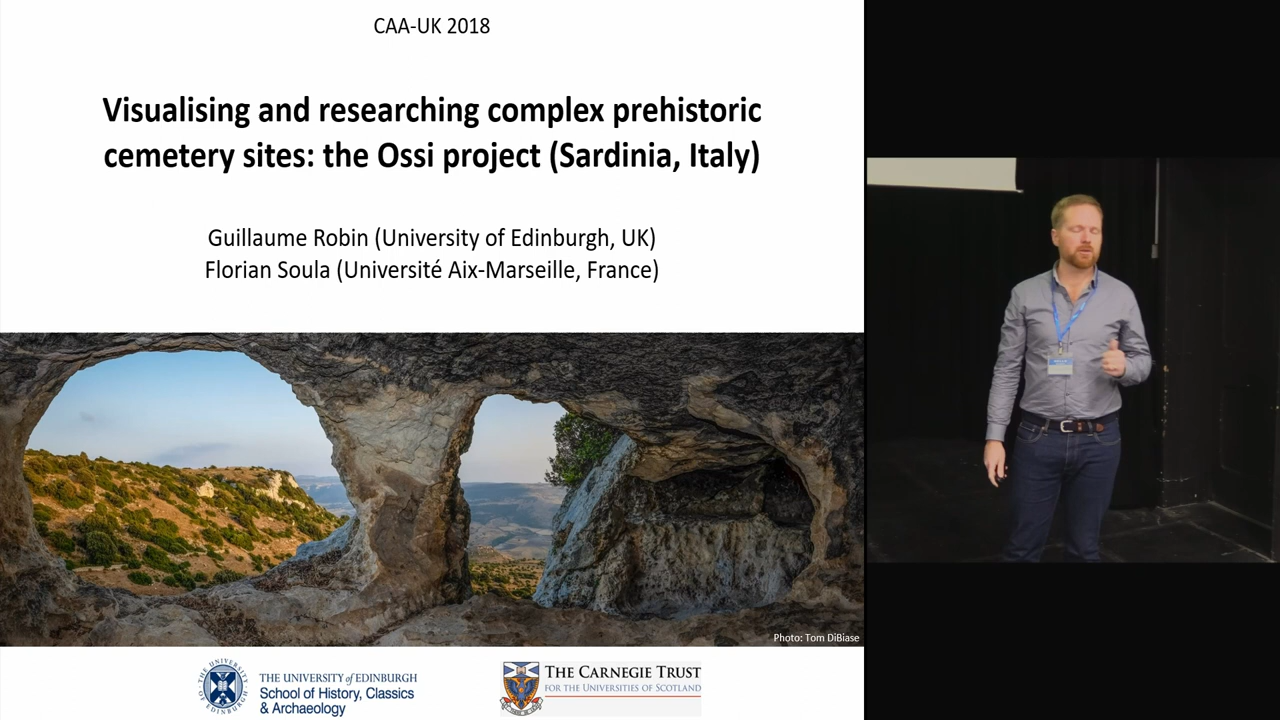 CAA-UK 2018
Visualising and researching complex prehistoric
cemetery sites: the Ossi project (Sardinia, Italy)
Guillaume Robin (University of Edinburgh, UK)
Florian Soula (Université Aix-Marseille, France)
Photo: Tom DiBiase
THE UNIVERSITY of EDINBURGH
School of History, Classics
& Archaeology
THE CARNEGIE TRUST
FOR THE UNIVERSITIES OF SCOTLAND